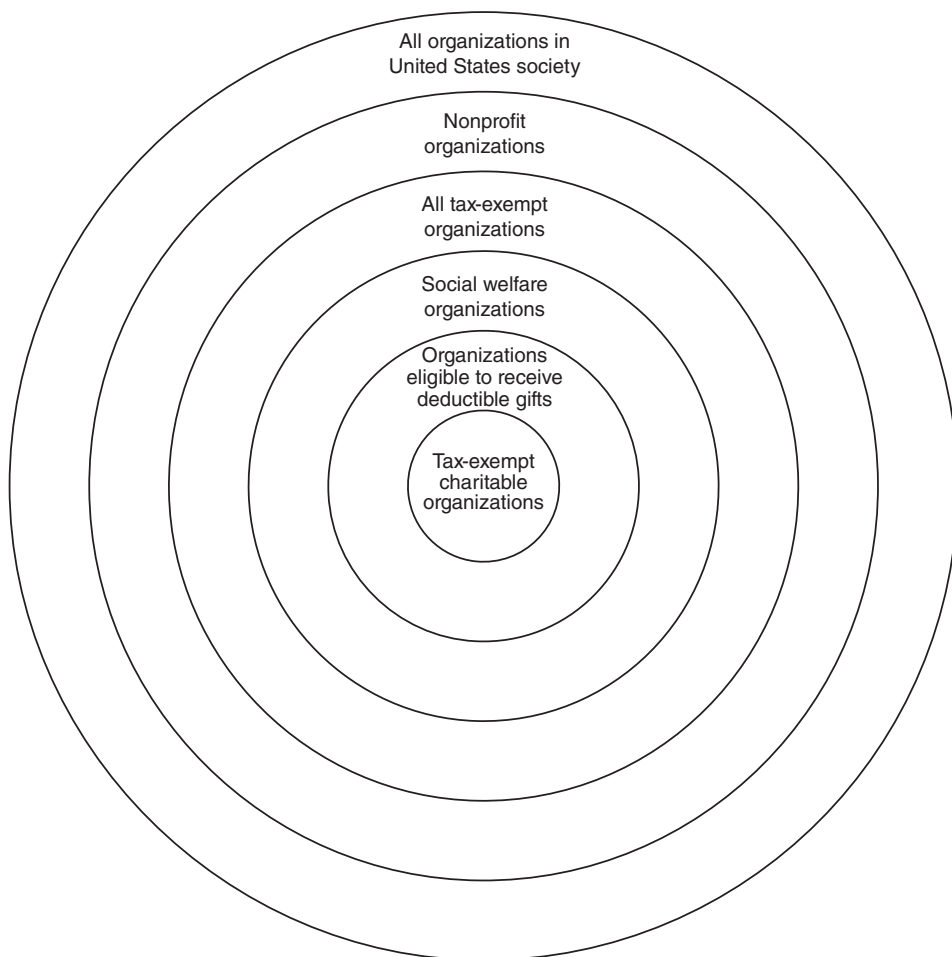 All organizations in
United States society
Nonprofit
organizations
All tax-exempt
organizations
Social welfare
organizations
Organizations
eligible to receive
deductible gifts
Tax-exempt
charitable
organizations